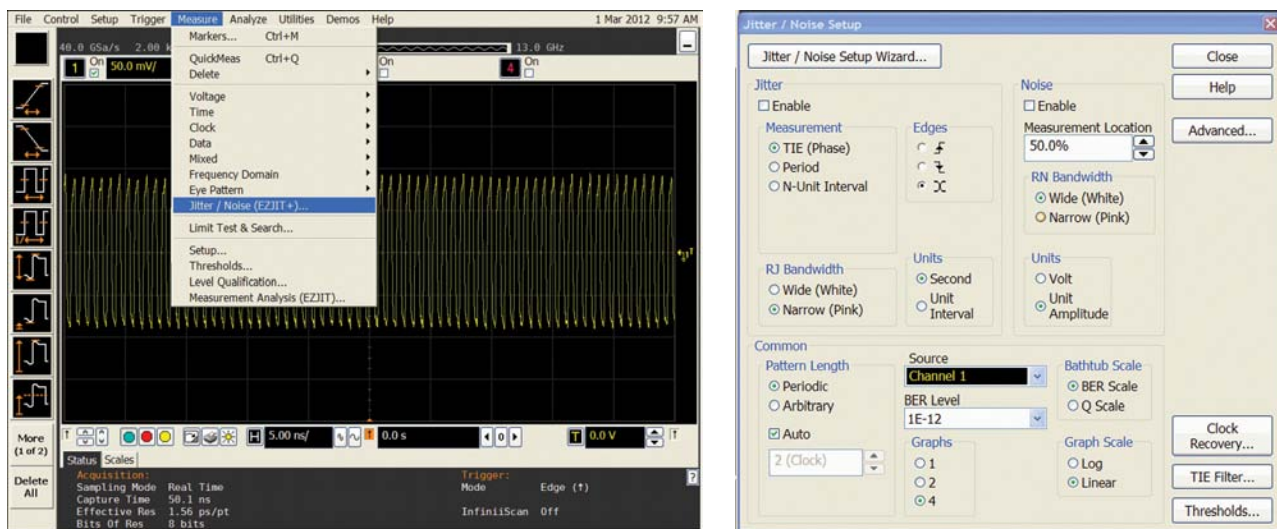 File Control Setup Trigger Measure Analyze Utilities Demos Help 1 Mar 2012 9:57 AM
40.0 GSa/s 2.00 k
13.0 GHz
1 On 50.0 mV/
On
4 On
Markers... Ctrl+M
QuickMeas Ctrl+Q
Delete
Voltage
Time
Clock
Data
Mixed
Frequency Domain
Eye Pattern
Jitter / Noise (EZJIT+)...
Limit Test & Search...
Setup...
Thresholds...
Level Qualification...
Measurement Analysis (EZJIT)...
T
More
(1 of 2)
Delete
All
H 5.00 ns/ 0.0 s 0 T 0.0 V
Status Scales
?
Acquisition:
Sampling Mode Real Time
Capture Time 50.1 ns
Effective Res 1.56 ps/pt
Bits Of Res 8 bits
Trigger:
Mode Edge (↑)
InfiniiScan Off
Jitter / Noise Setup
Jitter / Noise Setup Wizard...
Close
Help
Advanced...
Jitter
Enable
Measurement
TIE (Phase)
Period
N-Unit Interval
Edges
RJ Bandwidth
Wide (White)
Narrow (Pink)
Units
Second
Unit
Interval
Noise
Enable
Measurement Location
50.0%
RN Bandwidth
Wide (White)
Narrow (Pink)
Units
Volt
Unit
Amplitude
Common
Pattern Length
Periodic
Arbitrary
Auto
2 (Clock)
Source
Channel 1
BER Level
1E-12
Graphs
1
2
4
Bathtub Scale
BER Scale
Q Scale
Graph Scale
Log
Linear
Clock
Recovery...
TIE Filter...
Thresholds...